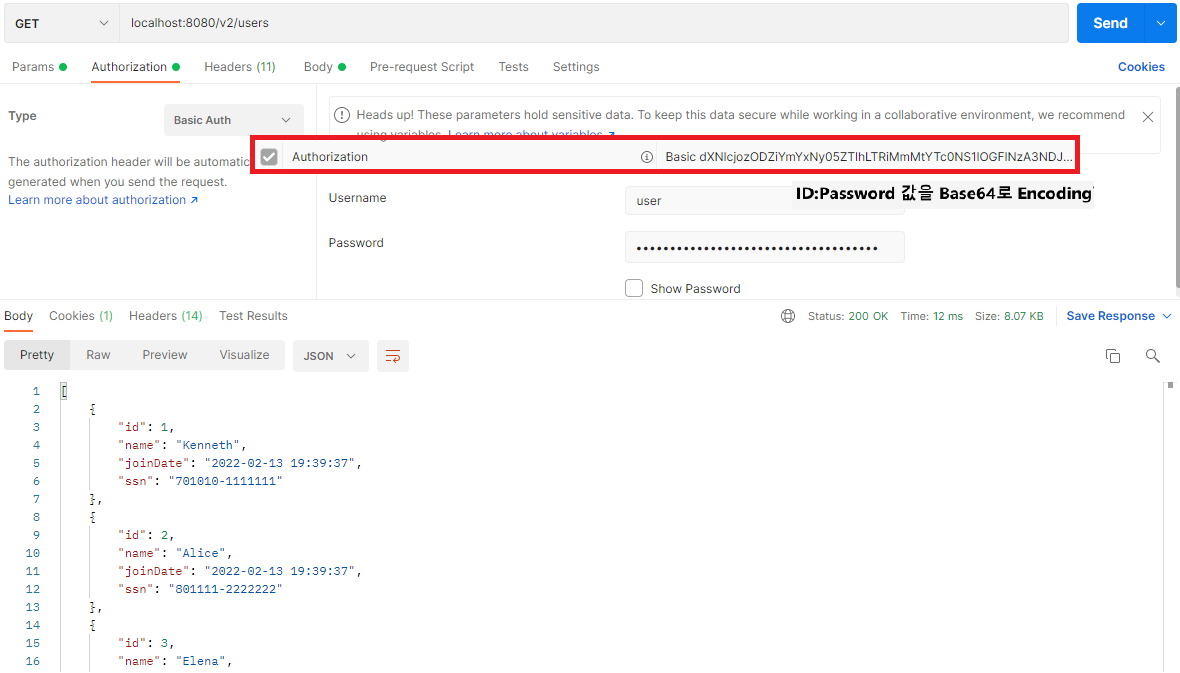 GET localhost:8080/v2/users Send
Params Authorization Headers (11) Body Pre-request Script Tests Settings Cookies
Type Basic Auth
The authorization header will be automatic
generated when you send the request.
Learn more about authorization ↗
Heads up! These parameters hold sensitive data. To keep this data secure while working in a collaborative environment, we recommend
using variables. Learn more about variables ↗
Authorization Basic dXNlcjozODZiYmYxNy05ZTlhLTRiMmMtYTc0NS1lOGFlNzA3NDJ...
Username user
ID:Password 값을 Base64로 Encoding
Password •••••••••••••••••••••••••••••••••••
Show Password
Body Cookies (1) Headers (14) Test Results Status: 200 OK Time: 12 ms Size: 8.07 KB Save Response
Pretty Raw Preview Visualize JSON
1 [
2 {
3 "id": 1,
4 "name": "Kenneth",
5 "joinDate": "2022-02-13 19:39:37",
6 "ssn": "701010-1111111"
7 },
8 {
9 "id": 2,
10 "name": "Alice",
11 "joinDate": "2022-02-13 19:39:37",
12 "ssn": "801111-2222222"
13 },
14 {
15 "id": 3,
16 "name": "Elena",